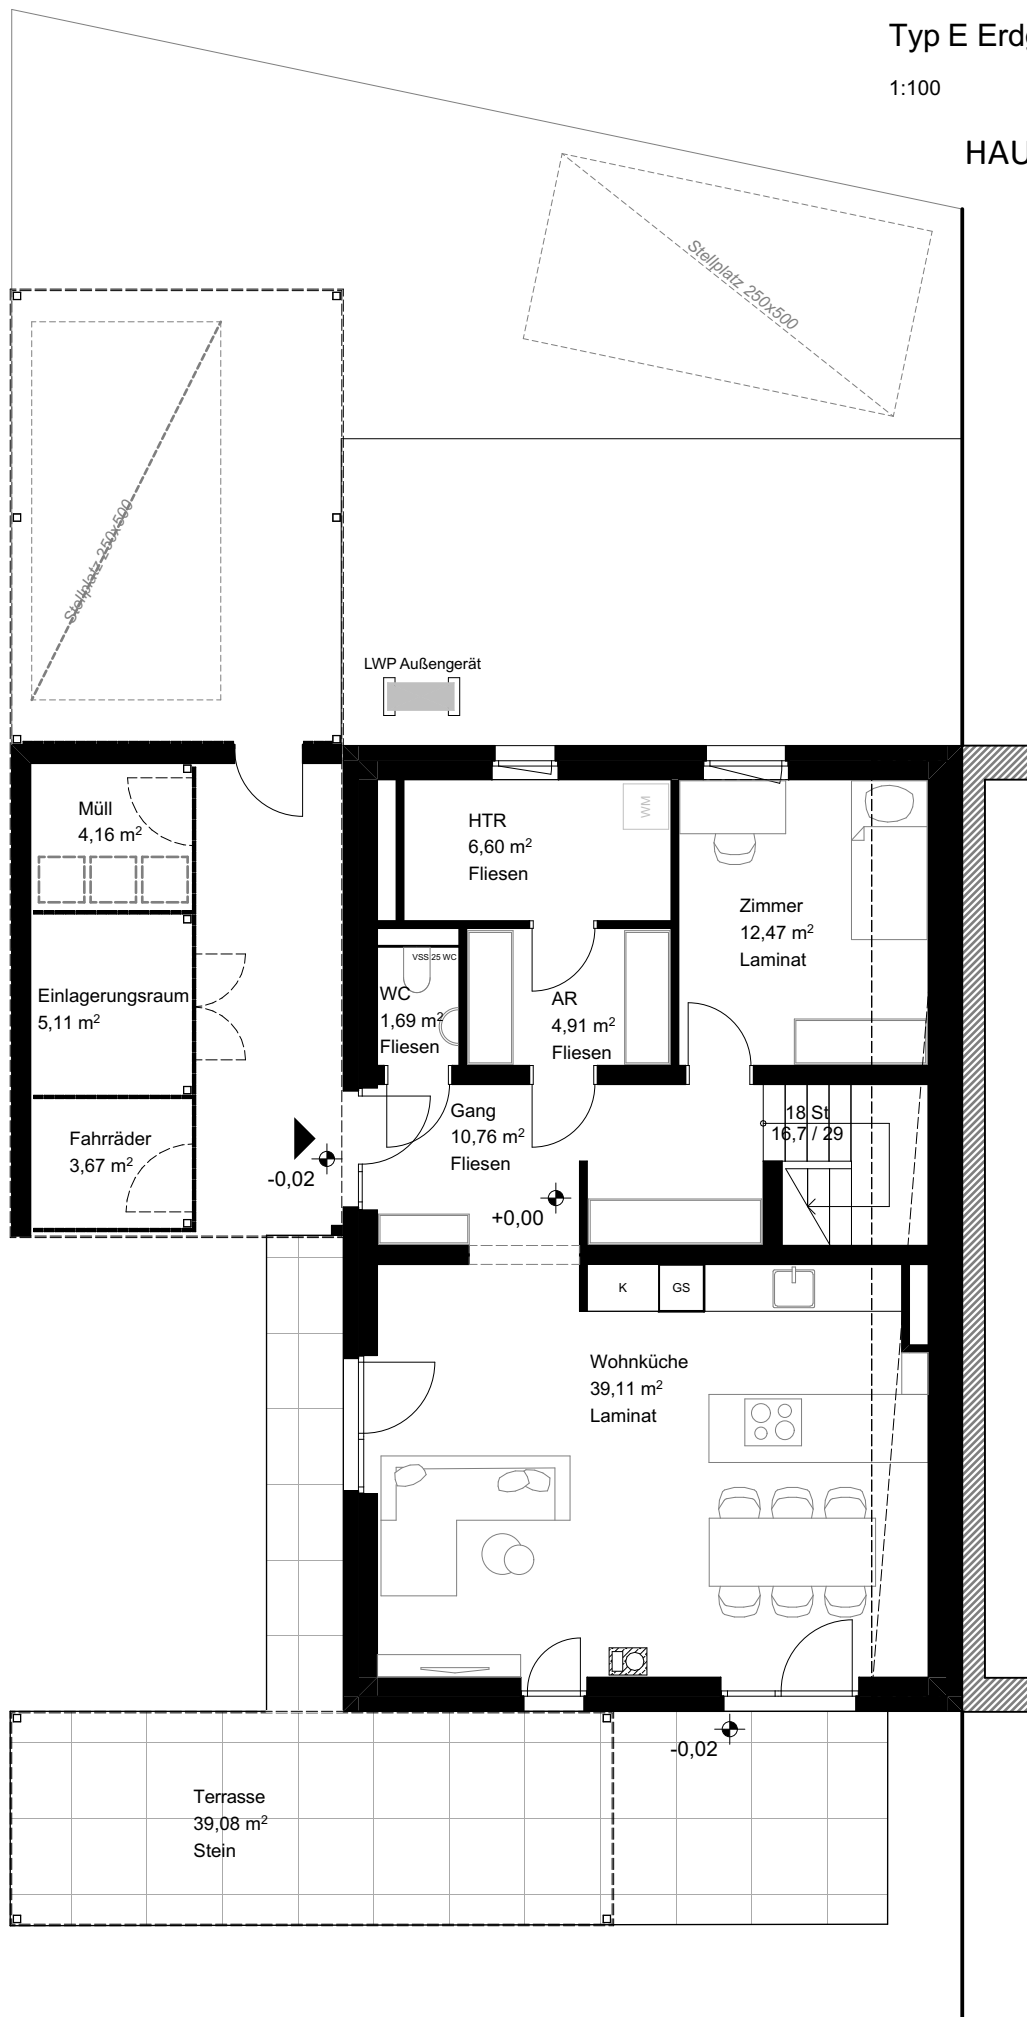 Typ E Erdg
1:100
HAU
Stellplatz 250x500
Stellplatz 250x500
LWP Außengerät
Müll
4,16 m²
HTR
6,60 m²
Fliesen
WM
Zimmer
12,47 m²
Laminat
Einlagerungsraum
5,11 m²
VSS 25 WC
WC
1,69 m²
Fliesen
AR
4,91 m²
Fliesen
Fahrräder
3,67 m²
Gang
10,76 m²
Fliesen
18 St
16,7 / 29
-0,02
+0,00
K
GS
Wohnküche
39,11 m²
Laminat
-0,02
Terrasse
39,08 m²
Stein